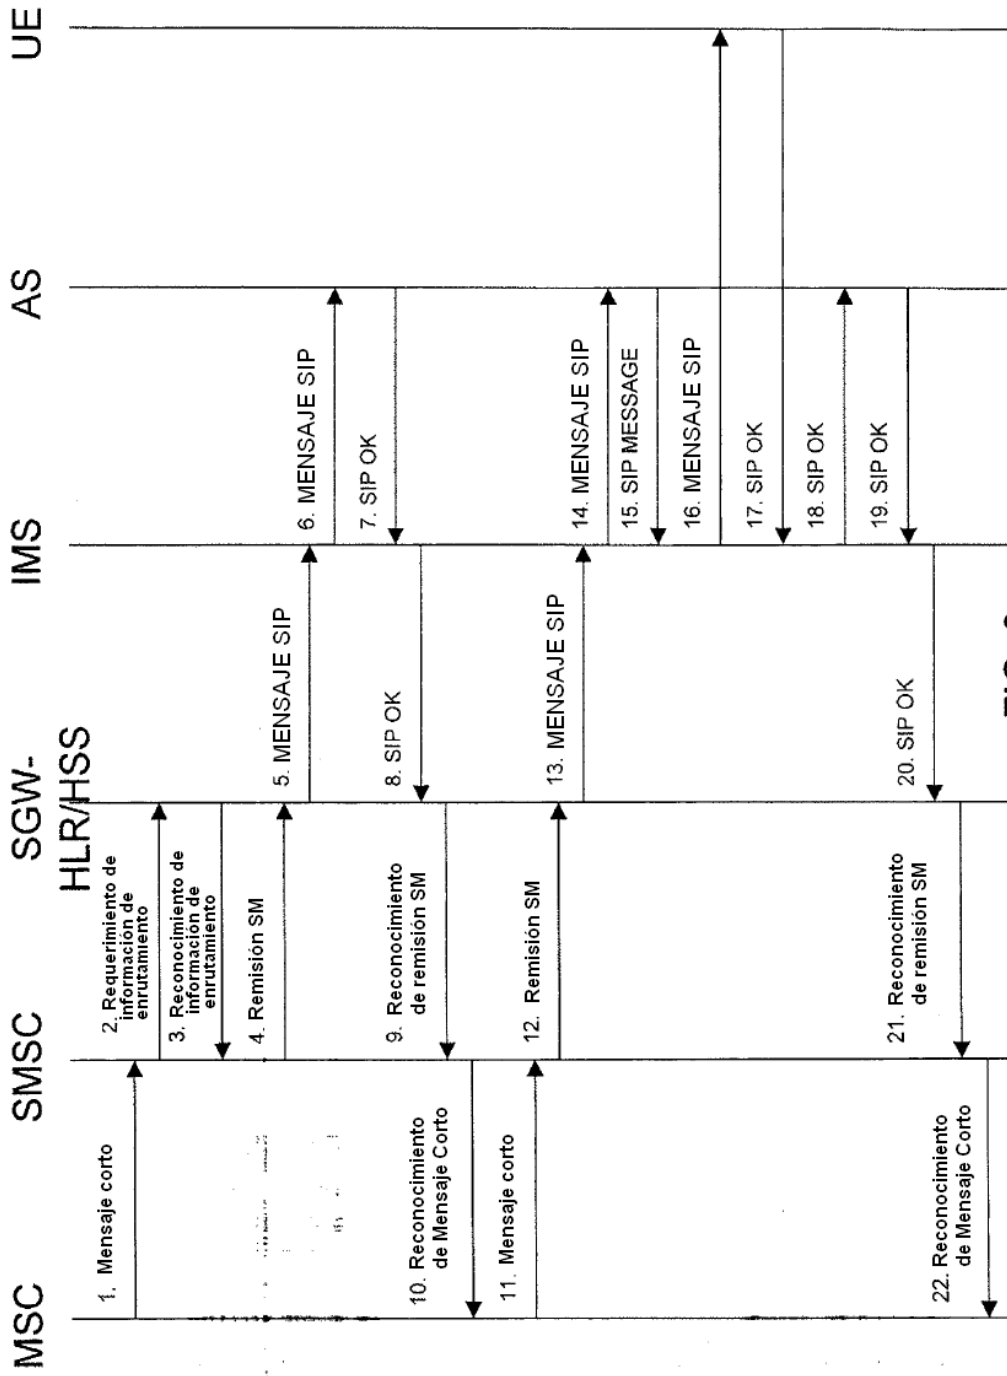 MSC
SMSC
SGW-
HLR/HSS
IMS
AS
UE
1. Mensaje corto
2. Requerimiento de
información de
enrutamiento
3. Reconocimiento de
información de
enrutamiento
4. Remisión SM
5. MENSAJE SIP
6. MENSAJE SIP
7. SIP OK
8. SIP OK
9. Reconocimiento
de remisión SM
10. Reconocimiento
de Mensaje Corto
11. Mensaje corto
12. Remisión SM
13. MENSAJE SIP
14. MENSAJE SIP
15. SIP MESSAGE
16. MENSAJE SIP
17. SIP OK
18. SIP OK
19. SIP OK
20. SIP OK
21. Reconocimiento
de remisión SM
22. Reconocimiento
de Mensaje Corto